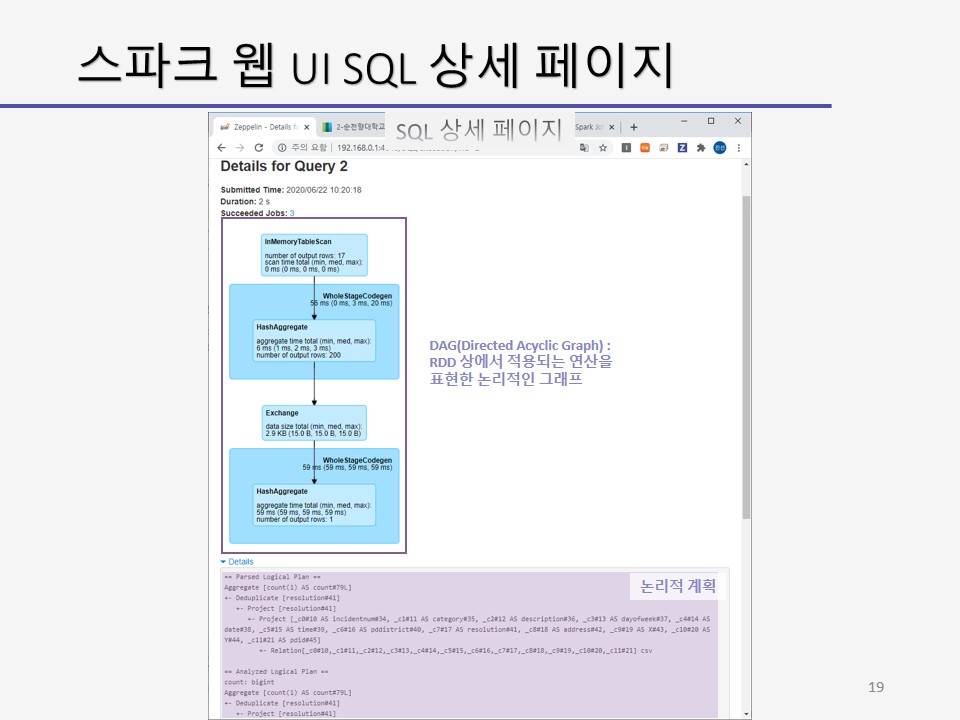 스파크 웹 UI SQL 상세 페이지
Zeppelin - Details f
2-순천향대학교
SQL 상세 페이지
Spark Jo
주의 요함
192.168.0.1:4
Details for Query 2
Submitted Time: 2020/06/22 10:20:18
Duration: 2 s
Succeeded Jobs: 3
InMemoryTableScan
number of output rows: 17
scan time total (min, med, max):
0 ms (0 ms, 0 ms, 0 ms)
WholeStageCodegen
56 ms (0 ms, 3 ms, 20 ms)
HashAggregate
aggregate time total (min, med, max):
6 ms (1 ms, 2 ms, 3 ms)
number of output rows: 200
DAG(Directed Acyclic Graph) :
RDD 상에서 적용되는 연산을
표현한 논리적인 그래프
Exchange
data size total (min, med, max):
2.9 KB (15.0 B, 15.0 B, 15.0 B)
WholeStageCodegen
59 ms (59 ms, 59 ms, 59 ms)
HashAggregate
aggregate time total (min, med, max):
59 ms (59 ms, 59 ms, 59 ms)
number of output rows: 1
Details
논리적 계획
== Parsed Logical Plan ==
Aggregate [count(1) AS count#79L]
+- Deduplicate [resolution#41]
+- Project [resolution#41]
+- Project [_c0#10 AS incidentnum#34, _c1#11 AS category#35, _c2#12 AS description#36, _c3#13 AS dayofweek#37, _c4#14 AS
date#38, _c5#15 AS time#39, _c6#16 AS pddistrict#40, _c7#17 AS resolution#41, _c8#18 AS address#42, _c9#19 AS X#43, _c10#20 AS
Y#44, _c11#21 AS pdid#45]
+- Relation[_c0#10,_c1#11,_c2#12,_c3#13,_c4#14,_c5#15,_c6#16,_c7#17,_c8#18,_c9#19,_c10#20,_c11#21] csv
== Analyzed Logical Plan ==
count: bigint
Aggregate [count(1) AS count#79L]
+- Deduplicate [resolution#41]
+- Project [resolution#41]
19